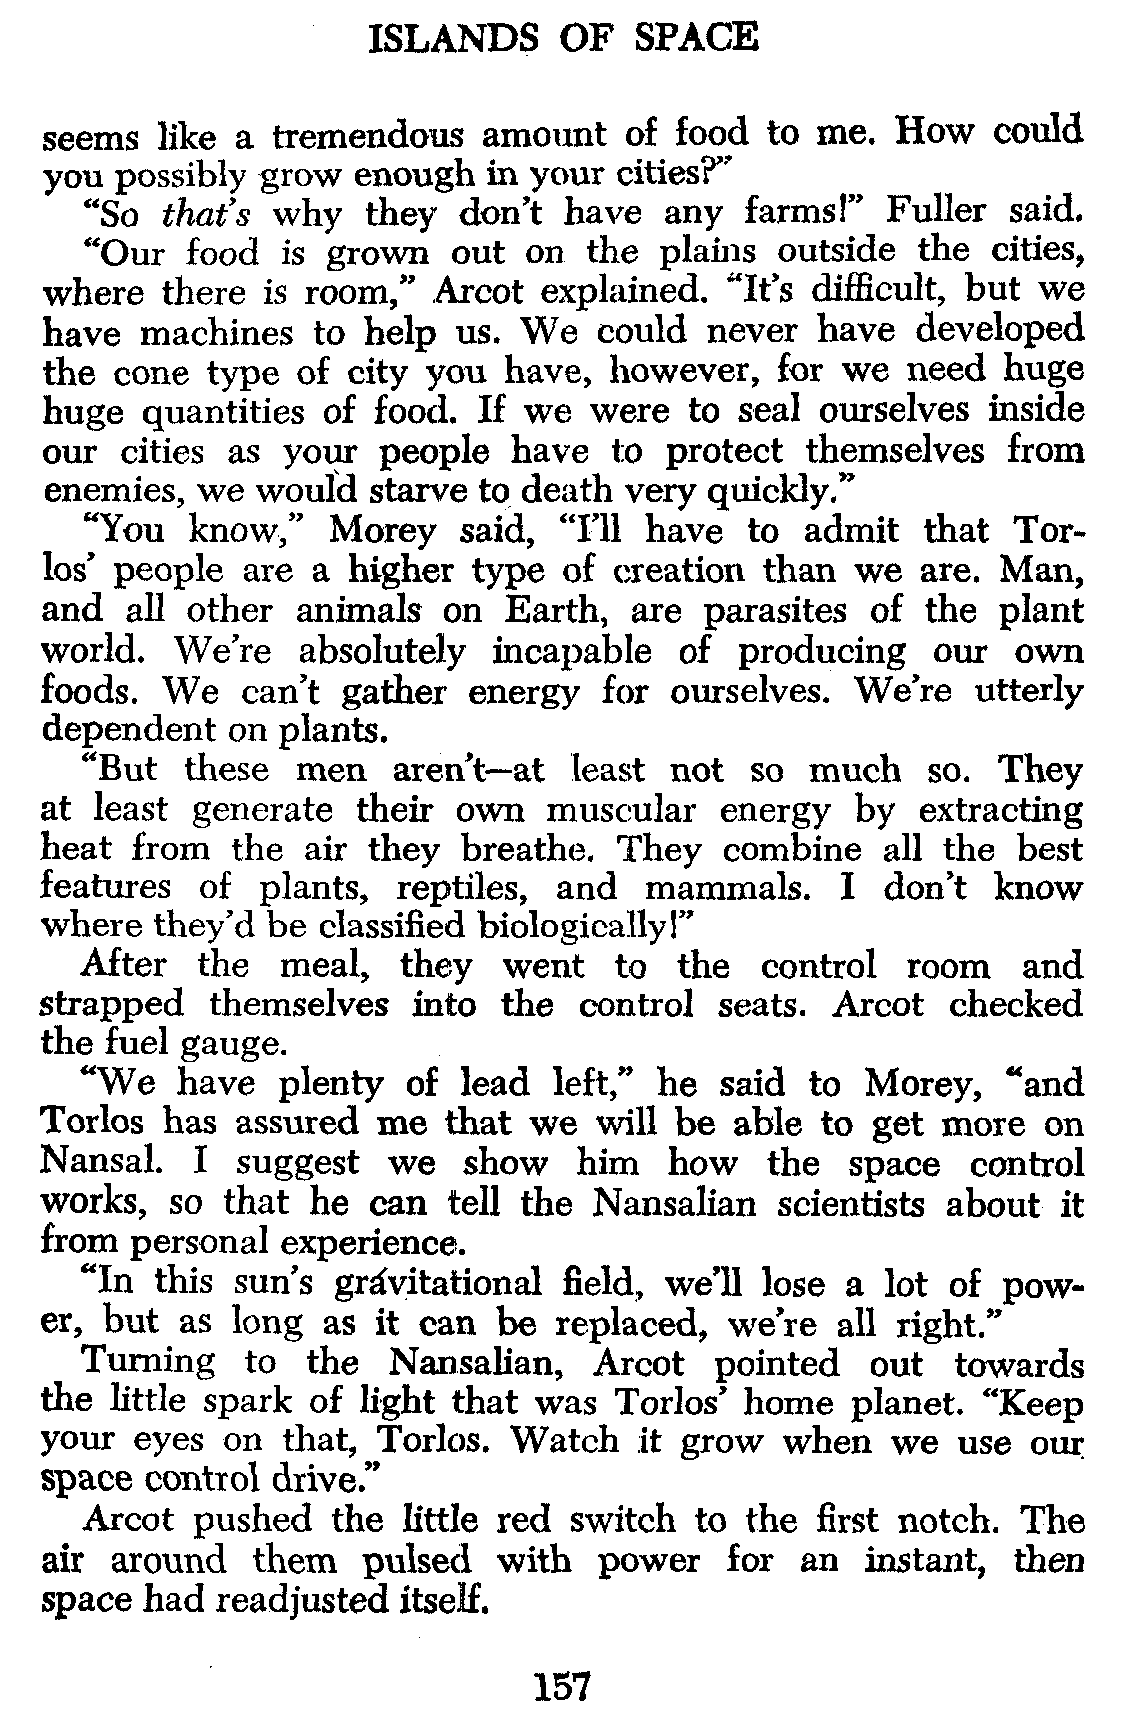 ISLANDS OF SPACE
seems like a tremendous amount of food to me. How could
you possibly grow enough in your cities?”
“So that’s why they don’t have any farms!” Fuller said.
“Our food is grown out on the plains outside the cities,
where there is room,” Arcot explained. “It’s difficult, but we
have machines to help us. We could never have developed
the cone type of city you have, however, for we need huge
huge quantities of food. If we were to seal ourselves inside
our cities as your people have to protect themselves from
enemies, we would starve to death very quickly.”
“You know,” Morey said, “I’ll have to admit that Tor-
los’ people are a higher type of creation than we are. Man,
and all other animals on Earth, are parasites of the plant
world. We’re absolutely incapable of producing our own
foods. We can’t gather energy for ourselves. We’re utterly
dependent on plants.
“But these men aren’t—at least not so much so. They
at least generate their own muscular energy by extracting
heat from the air they breathe. They combine all the best
features of plants, reptiles, and mammals. I don’t know
where they’d be classified biologically!”
After the meal, they went to the control room and
strapped themselves into the control seats. Arcot checked
the fuel gauge.
“We have plenty of lead left,” he said to Morey, “and
Torlos has assured me that we will be able to get more on
Nansal. I suggest we show him how the space control
works, so that he can tell the Nansalian scientists about it
from personal experience.
“In this sun’s gravitational field, we’ll lose a lot of pow-
er, but as long as it can be replaced, we’re all right.”
Turning to the Nansalian, Arcot pointed out towards
the little spark of light that was Torlos’ home planet. “Keep
your eyes on that, Torlos. Watch it grow when we use our
space control drive.”
Arcot pushed the little red switch to the first notch. The
air around them pulsed with power for an instant, then
space had readjusted itself.
157